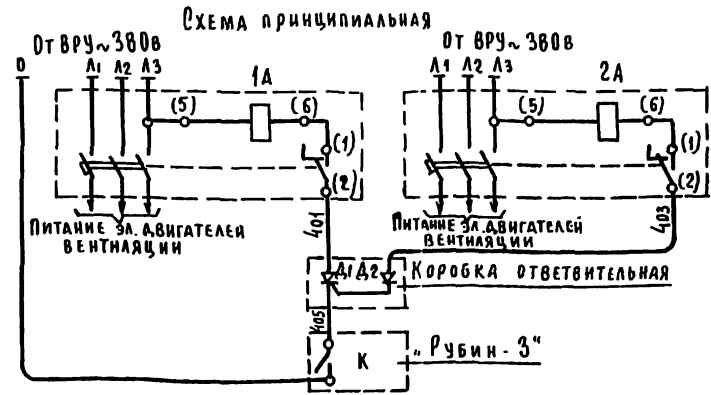 Схема принципиальная
От ВРУ~380в
От ВРУ~380в
0
Л1 Л2 Л3
1А
Л1 Л2 Л3
2А
(5) (6)
(5) (6)
(1)
(1)
(2)
(2)
Питание эл. двигателей
вентиляции
401
Питание эл. двигателей
вентиляции
403
Д1 Д2
Коробка ответвительная
405
К
„Рубин-3"